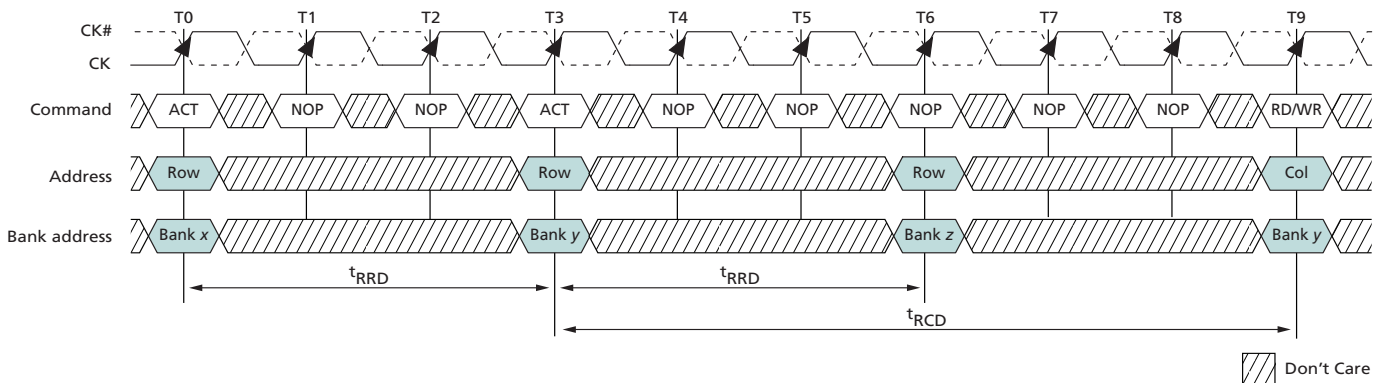 T0 T1 T2 T3 T4 T5 T6 T7 T8 T9
CK#
CK
Command ACT NOP NOP ACT NOP NOP NOP NOP NOP RD/WR
Address Row Row Row Col
Bank address Bank x Bank y Bank z Bank y
tRRD tRRD
tRCD
Don't Care